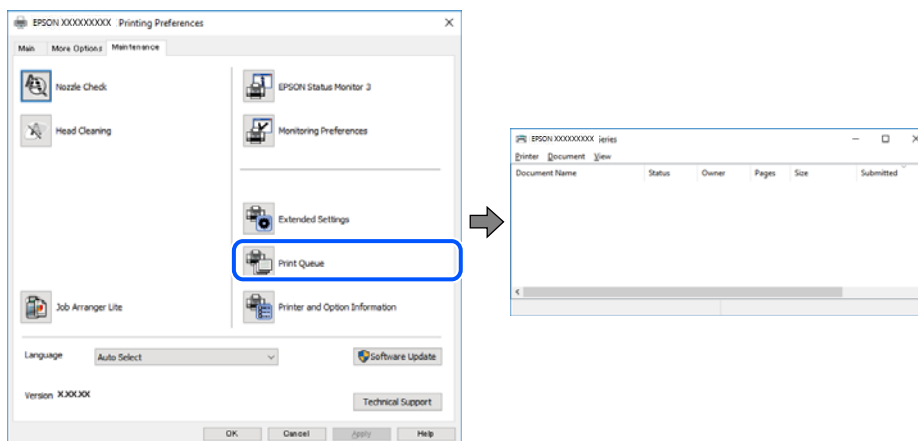 EPSON XXXXXXXXX Printing Preferences
Main More Options Maintenance
Nozzle Check
EPSON Status Monitor 3
Head Cleaning
Monitoring Preferences
Extended Settings
Print Queue
Job Arranger Lite
Printer and Option Information
Language
Auto Select
Software Update
Version X.XX.XX
Technical Support
OK Cancel Apply Help
EPSON XXXXXXXXX ieries
Printer Document View
Document Name Status Owner Pages Size Submitted